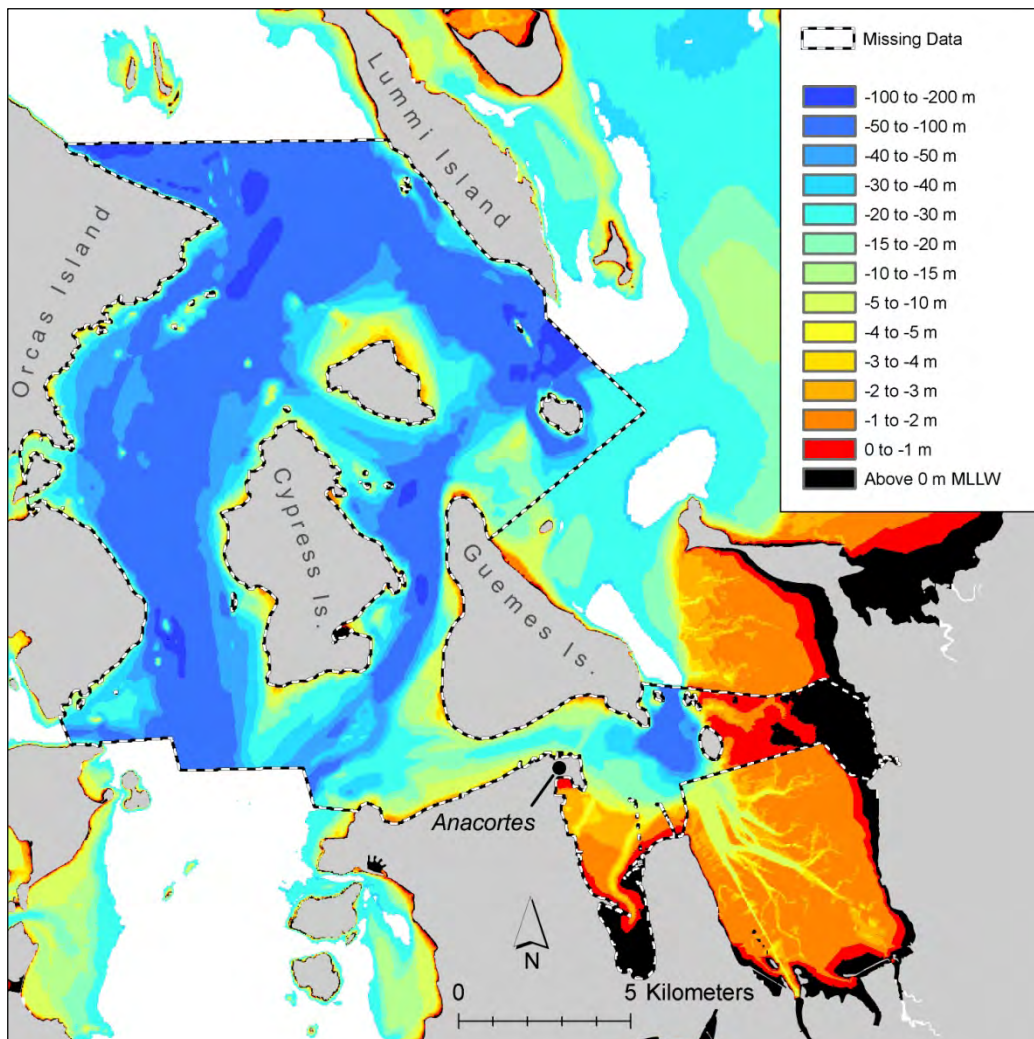 Missing Data
-100 to -200 m
-50 to -100 m
-40 to -50 m
-30 to -40 m
-20 to -30 m
-15 to -20 m
-10 to -15 m
-5 to -10 m
-4 to -5 m
-3 to -4 m
-2 to -3 m
-1 to -2 m
0 to -1 m
Above 0 m MLLW
Lummi Island
Orcas Island
Cypress Is.
Guemes Is.
Anacortes
N
0 5 Kilometers